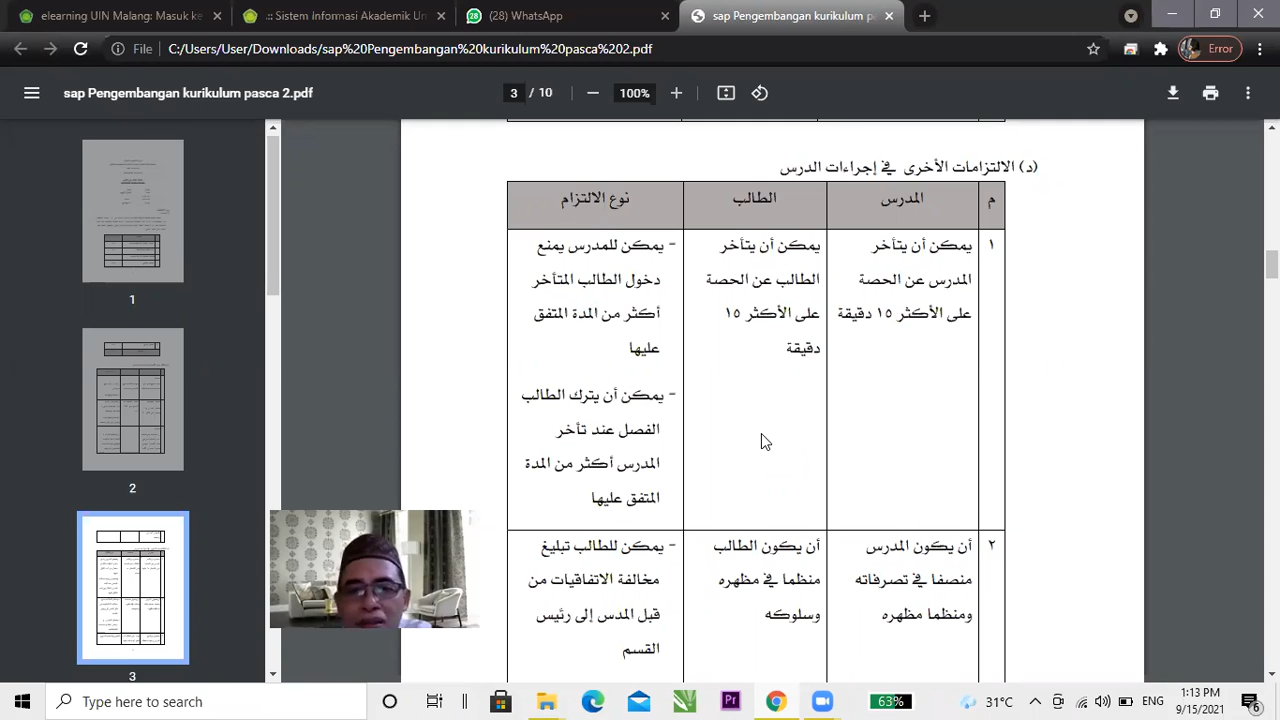 elearning UIN Malang: Masuk ke
:: Sistem Informasi Akademik Un
(28) WhatsApp
sap Pengembangan kurikulum pas
File
C:/Users/User/Downloads/sap%20Pengembangan%20kurikulum%20pasca%202.pdf
Error
sap Pengembangan kurikulum pasca 2.pdf
3 / 10
100%
1
2
3
(د) الالتزامات الأخرى في إجراءات الدرس
م
المدرس
الطالب
نوع الالتزام
١
يمكن أن يتأخر
المدرس عن الحصة
على الأكثر ١٥ دقيقة
يمكن أن يتأخر
الطالب عن الحصة
على الأكثر ١٥
دقيقة
- يمكن للمدرس يمنع
دخول الطالب المتأخر
أكثر من المدة المتفق
عليها
- يمكن أن يترك الطالب
الفصل عند تأخر
المدرس أكثر من المدة
المتفق عليها
٢
أن يكون المدرس
منصفا في تصرفاته
ومنظما مظهره
أن يكون الطالب
منظما في مظهره
وسلوكه
- يمكن للطالب تبليغ
مخالفة الاتفاقيات من
قبل المدس إلى رئيس
القسم
Type here to search
Pr
63%
31°C
ENG
1:13 PM
9/15/2021
6